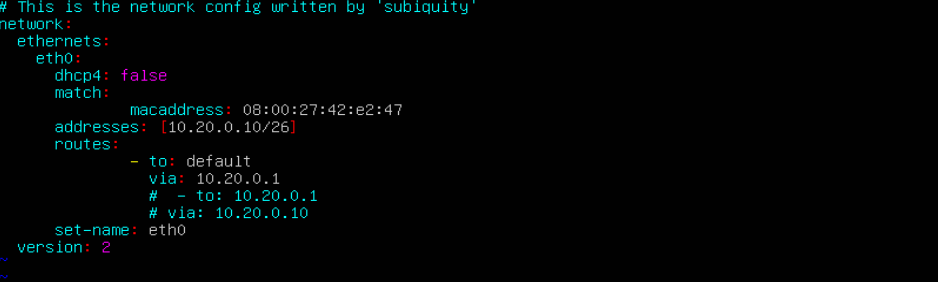 # This is the network config written by 'subiquity'
network:
  ethernets:
    eth0:
      dhcp4: false
      match:
              macaddress: 08:00:27:42:e2:47
      addresses: [10.20.0.10/26]
      routes:
              - to: default
                via: 10.20.0.1
                #  - to: 10.20.0.1
                # via: 10.20.0.10
      set-name: eth0
  version: 2
~
~